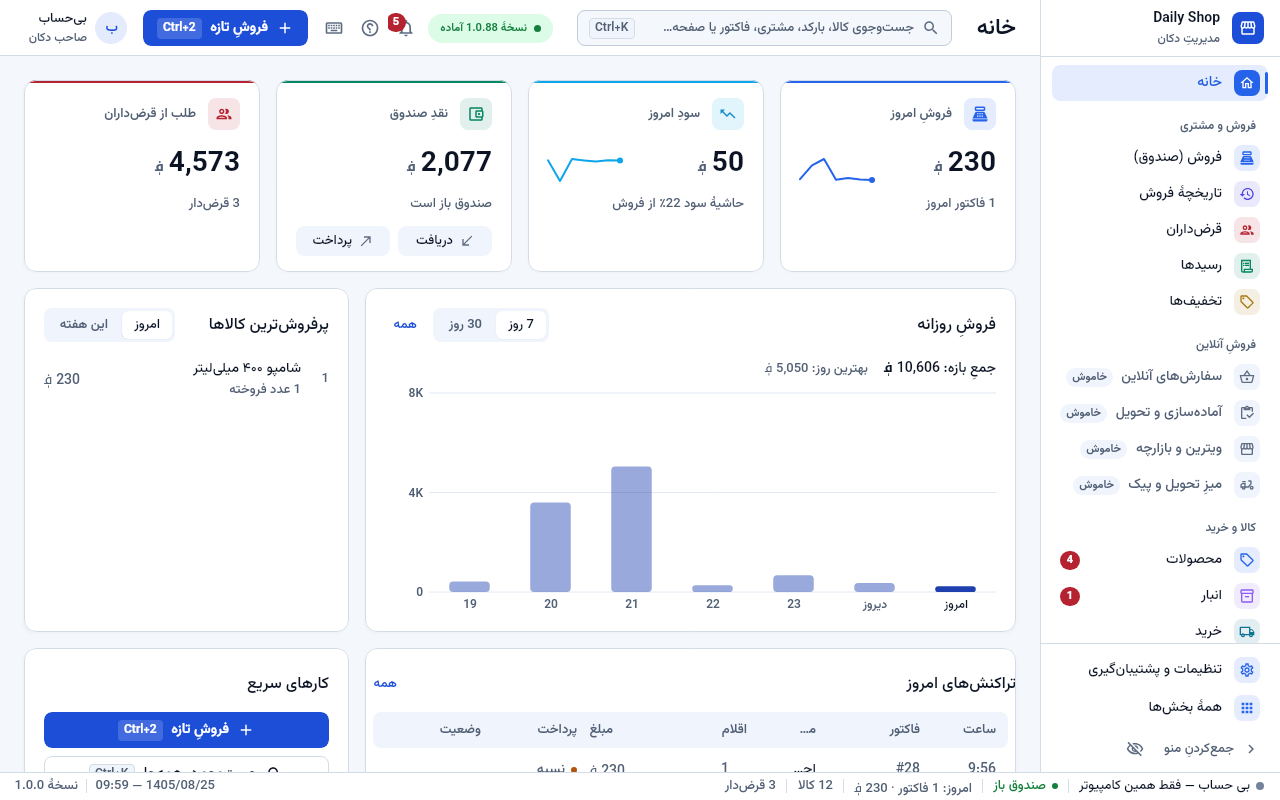 Daily Shop
مدیریتِ دکان
خانه
فروش و مشتری
فروش (صندوق)
تاریخچهٔ فروش
قرض‌داران
رسیدها
تخفیف‌ها
فروشِ آنلاین
سفارش‌های آنلاین خاموش
آماده‌سازی و تحویل خاموش
ویترین و بازارچه خاموش
میزِ تحویل و پیک خاموش
کالا و خرید
محصولات 4
انبار 1
خرید
تنظیمات و پشتیبان‌گیری
همهٔ بخش‌ها
جمع‌کردنِ منو
خانه
جست‌وجوی کالا، بارکد، مشتری، فاکتور یا صفحه… Ctrl+K
نسخهٔ 1.0.88 آماده
5
فروشِ تازه Ctrl+2
ب
بی‌حساب
صاحب دکان
فروشِ امروز
230 ؋
1 فاکتور امروز
سودِ امروز
50 ؋
حاشیهٔ سود 22٪ از فروش
نقدِ صندوق
2,077 ؋
صندوق باز است
دریافت
پرداخت
طلب از قرض‌داران
4,573 ؋
3 قرض‌دار
فروشِ روزانه
7 روز
30 روز
همه
جمعِ بازه: 10,606 ؋
بهترین روز: 5,050 ؋
8K
4K
0
امروز
دیروز
23
22
21
20
19
پرفروش‌ترین کالاها
امروز
این هفته
1
شامپو ۴۰۰ میلی‌لیتر
1 عدد فروخته
230 ؋
تراکنش‌های امروز
همه
ساعت فاکتور م… اقلام مبلغ پرداخت وضعیت
9:56 #28 اح… 1 230 ؋ نسیه
کارهای سریع
فروشِ تازه Ctrl+2
Ctrl+K
بی حساب — فقط همین کامپیوتر
صندوق باز
امروز: 1 فاکتور · 230 ؋
12 کالا
3 قرض‌دار
1405/08/25 — 09:59
نسخهٔ 1.0.0